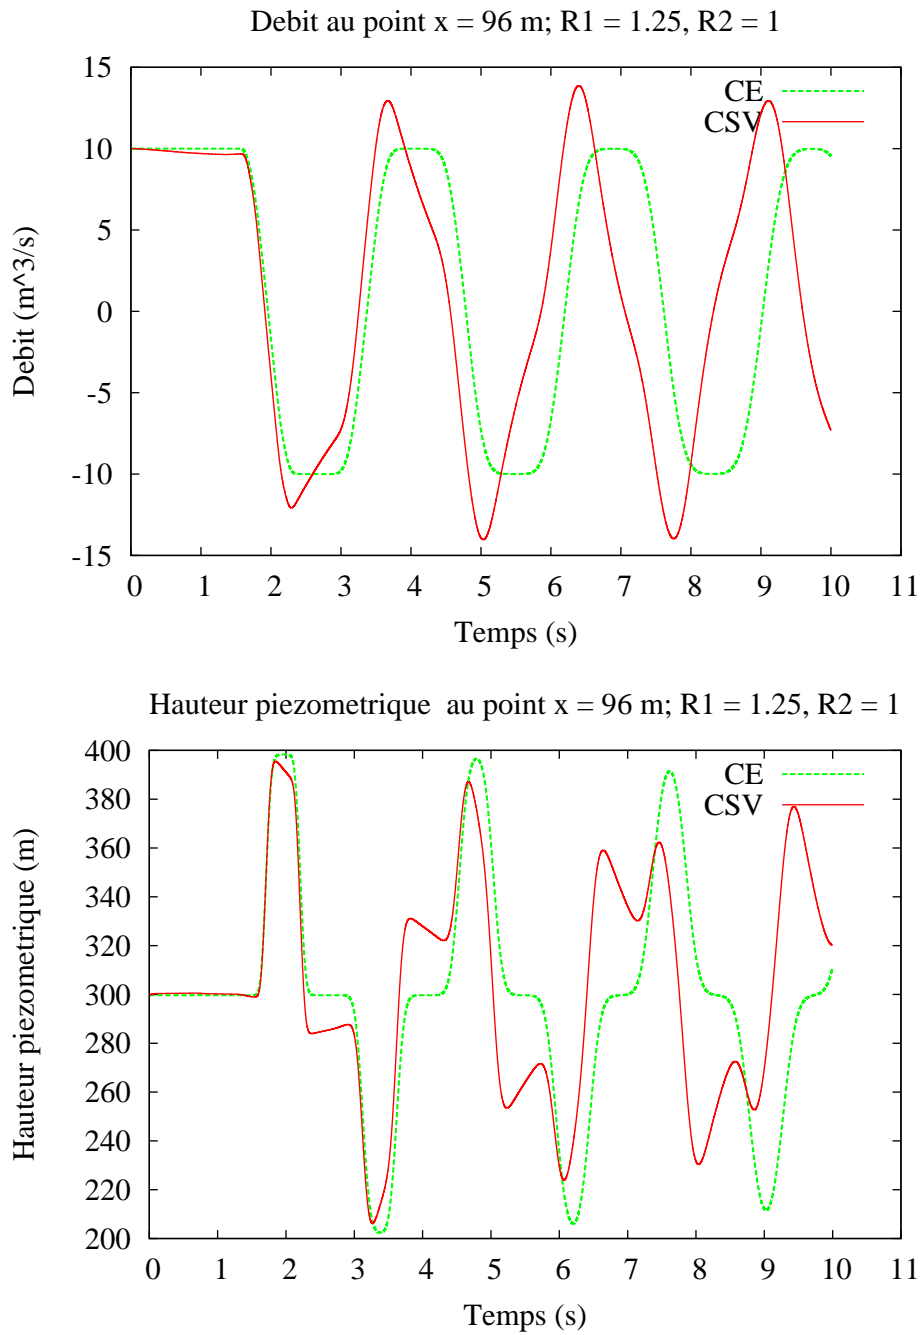 Debit au point x = 96 m; R1 = 1.25, R2 = 1
15
10
5
0
-5
-10
-15
Debit (m^3/s)
CE
CSV
0 1 2 3 4 5 6 7 8 9 10 11
Temps (s)
Hauteur piezometrique  au point x = 96 m; R1 = 1.25, R2 = 1
400
380
360
340
320
300
280
260
240
220
200
Hauteur piezometrique (m)
CE
CSV
0 1 2 3 4 5 6 7 8 9 10 11
Temps (s)